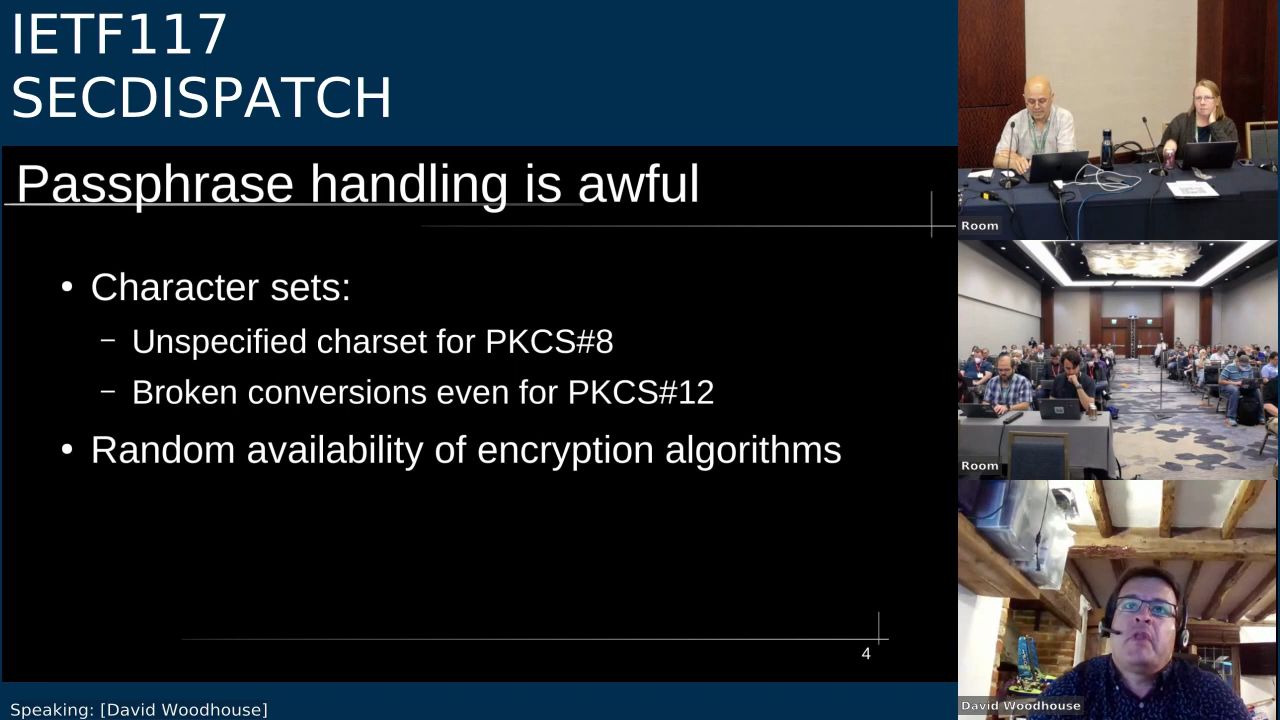 IETF117
SECDISPATCH
Passphrase handling is awful
• Character sets:
– Unspecified charset for PKCS#8
– Broken conversions even for PKCS#12
• Random availability of encryption algorithms
4
Speaking: [David Woodhouse]
Room
Room
David Woodhouse